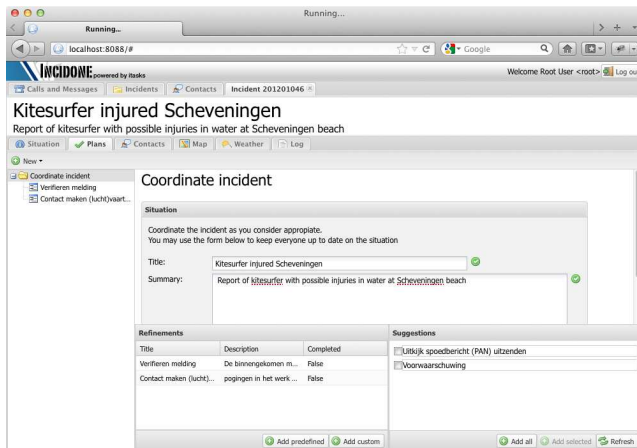 Running...
Running...
localhost:8088/#
Google
INCIDONE powered by itasks
Welcome Root User <root> Log ou
Calls and Messages
Incidents
Contacts
Incident 201201046
Kitesurfer injured Scheveningen
Report of kitesurfer with possible injuries in water at Scheveningen beach
Situation
Plans
Contacts
Map
Weather
Log
New
Coordinate incident
Verifieren melding
Contact maken (lucht)vaart...
Coordinate incident
Situation
Coordinate the incident as you consider appropiate.
You may use the form below to keep everyone up to date on the situation
Title: Kitesurfer injured Scheveningen
Summary: Report of kitesurfer with possible injuries in water at Scheveningen beach
Refinements
Title Description Completed
Verifieren melding De binnengekomen m... False
Contact maken (lucht)... pogingen in het werk ... False
Add predefined Add custom
Suggestions
Uitkijk spoedbericht (PAN) uitzenden
Voorwaarschuwing
Add all Add selected Refresh